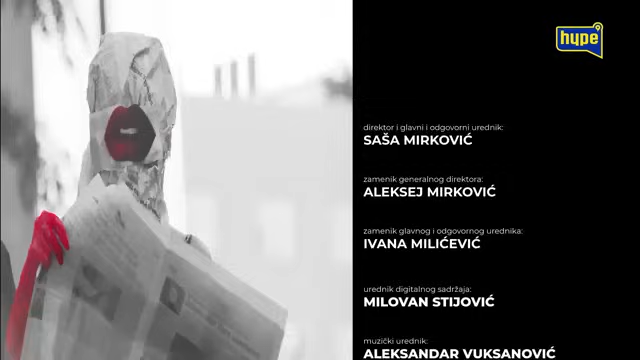 hype
direktor i glavni i odgovorni urednik:
SAŠA MIRKOVIĆ
zamenik generalnog direktora:
ALEKSEJ MIRKOVIĆ
zamenik glavnog i odgovornog urednika:
IVANA MILIĆEVIĆ
urednik digitalnog sadržaja:
MILOVAN STIJOVIĆ
muzički urednik:
ALEKSANDAR VUKSANOVIĆ